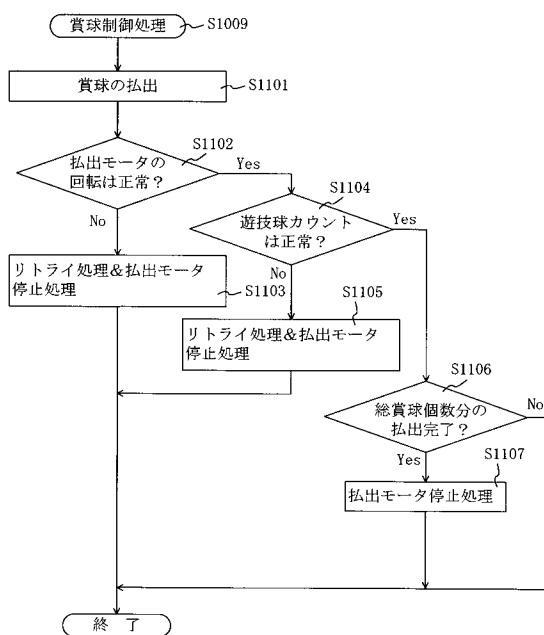 賞球制御処理
S1009
賞球の払出
S1101
払出モータの
回転は正常？
S1102
Yes
No
遊技球カウント
は正常？
S1104
Yes
No
リトライ処理＆払出モータ
停止処理
S1103
リトライ処理＆払出モータ
停止処理
S1105
総賞球個数分の
払出完了？
S1106
No
Yes
払出モータ停止処理
S1107
終 了